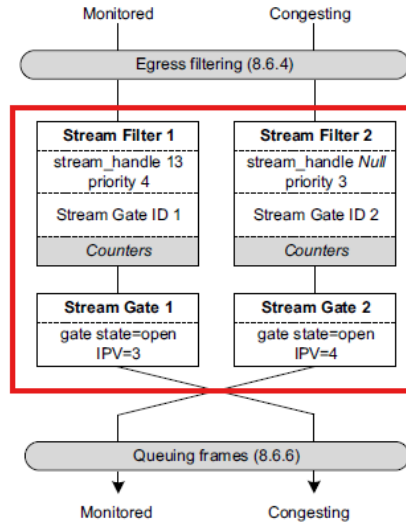 Monitored
Congesting
Egress filtering (8.6.4)
Stream Filter 1
stream_handle 13
priority 4
Stream Gate ID 1
Counters
Stream Filter 2
stream_handle Null
priority 3
Stream Gate ID 2
Counters
Stream Gate 1
gate state=open
IPV=3
Stream Gate 2
gate state=open
IPV=4
Queuing frames (8.6.6)
Monitored
Congesting